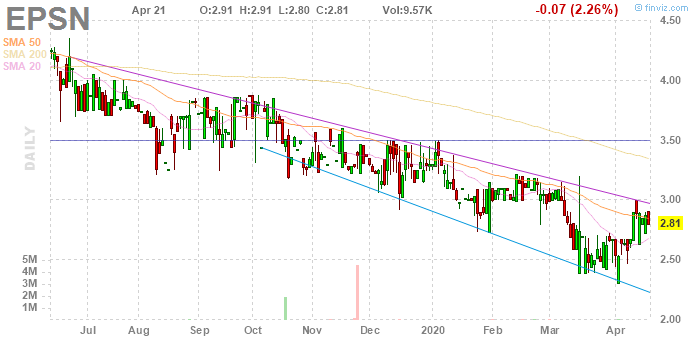 EPSN
Apr 21 O:2.91 H:2.91 L:2.80 C:2.81 Vol:9.57K -0.07 (2.26%)
finviz.com
SMA 50
SMA 200
SMA 20
DAILY
4.50
4.00
3.50
3.00
2.81
2.50
2.00
5M
4M
3M
2M
1M
Jul Aug Sep Oct Nov Dec 2020 Feb Mar Apr